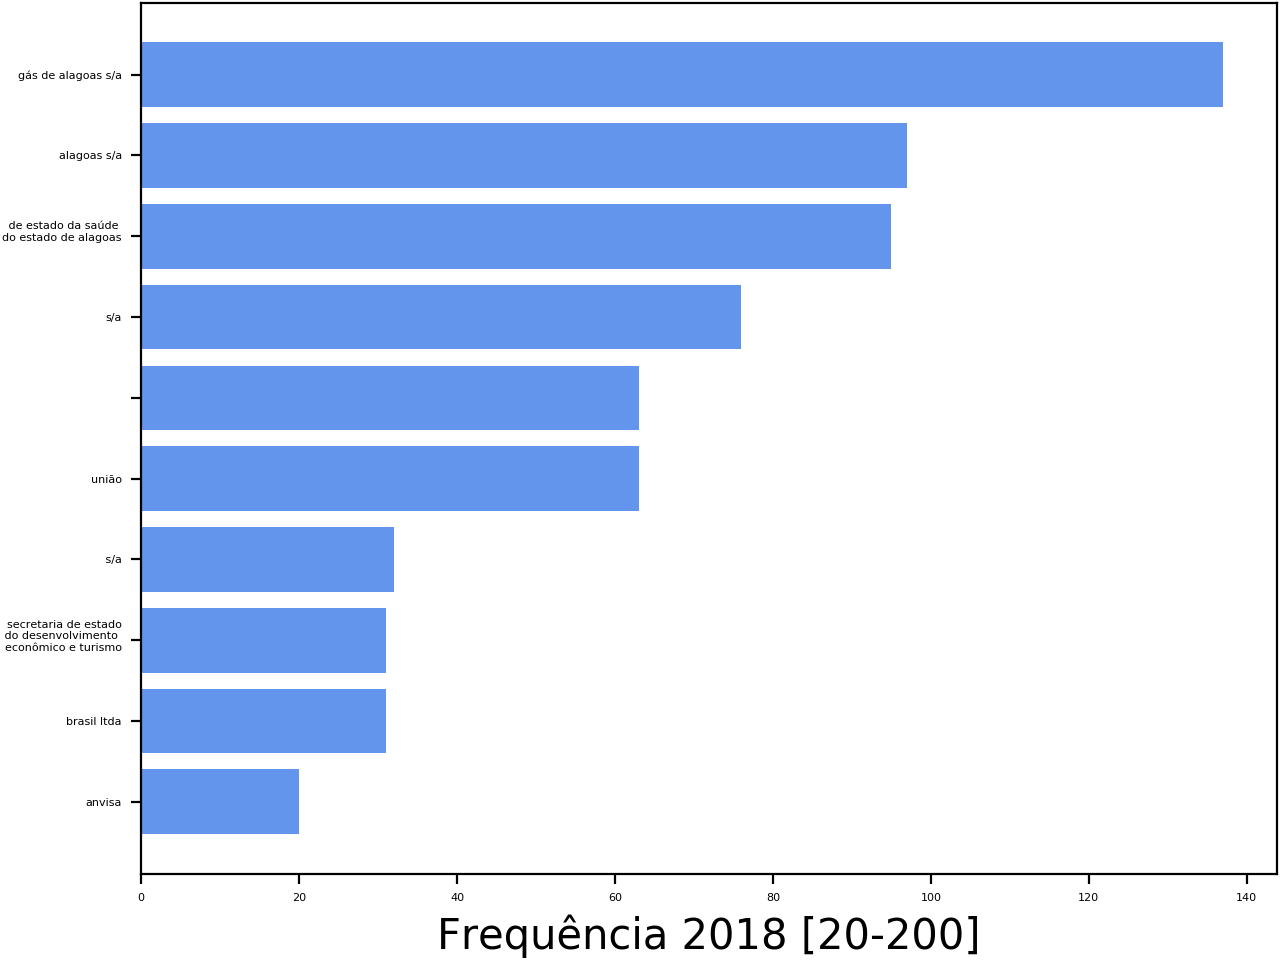 gás de alagoas s/a
alagoas s/a
de estado da saúde
do estado de alagoas
s/a
união
s/a
secretaria de estado
do desenvolvimento
econômico e turismo
brasil ltda
anvisa
0 20 40 60 80 100 120 140
Frequência 2018 [20-200]